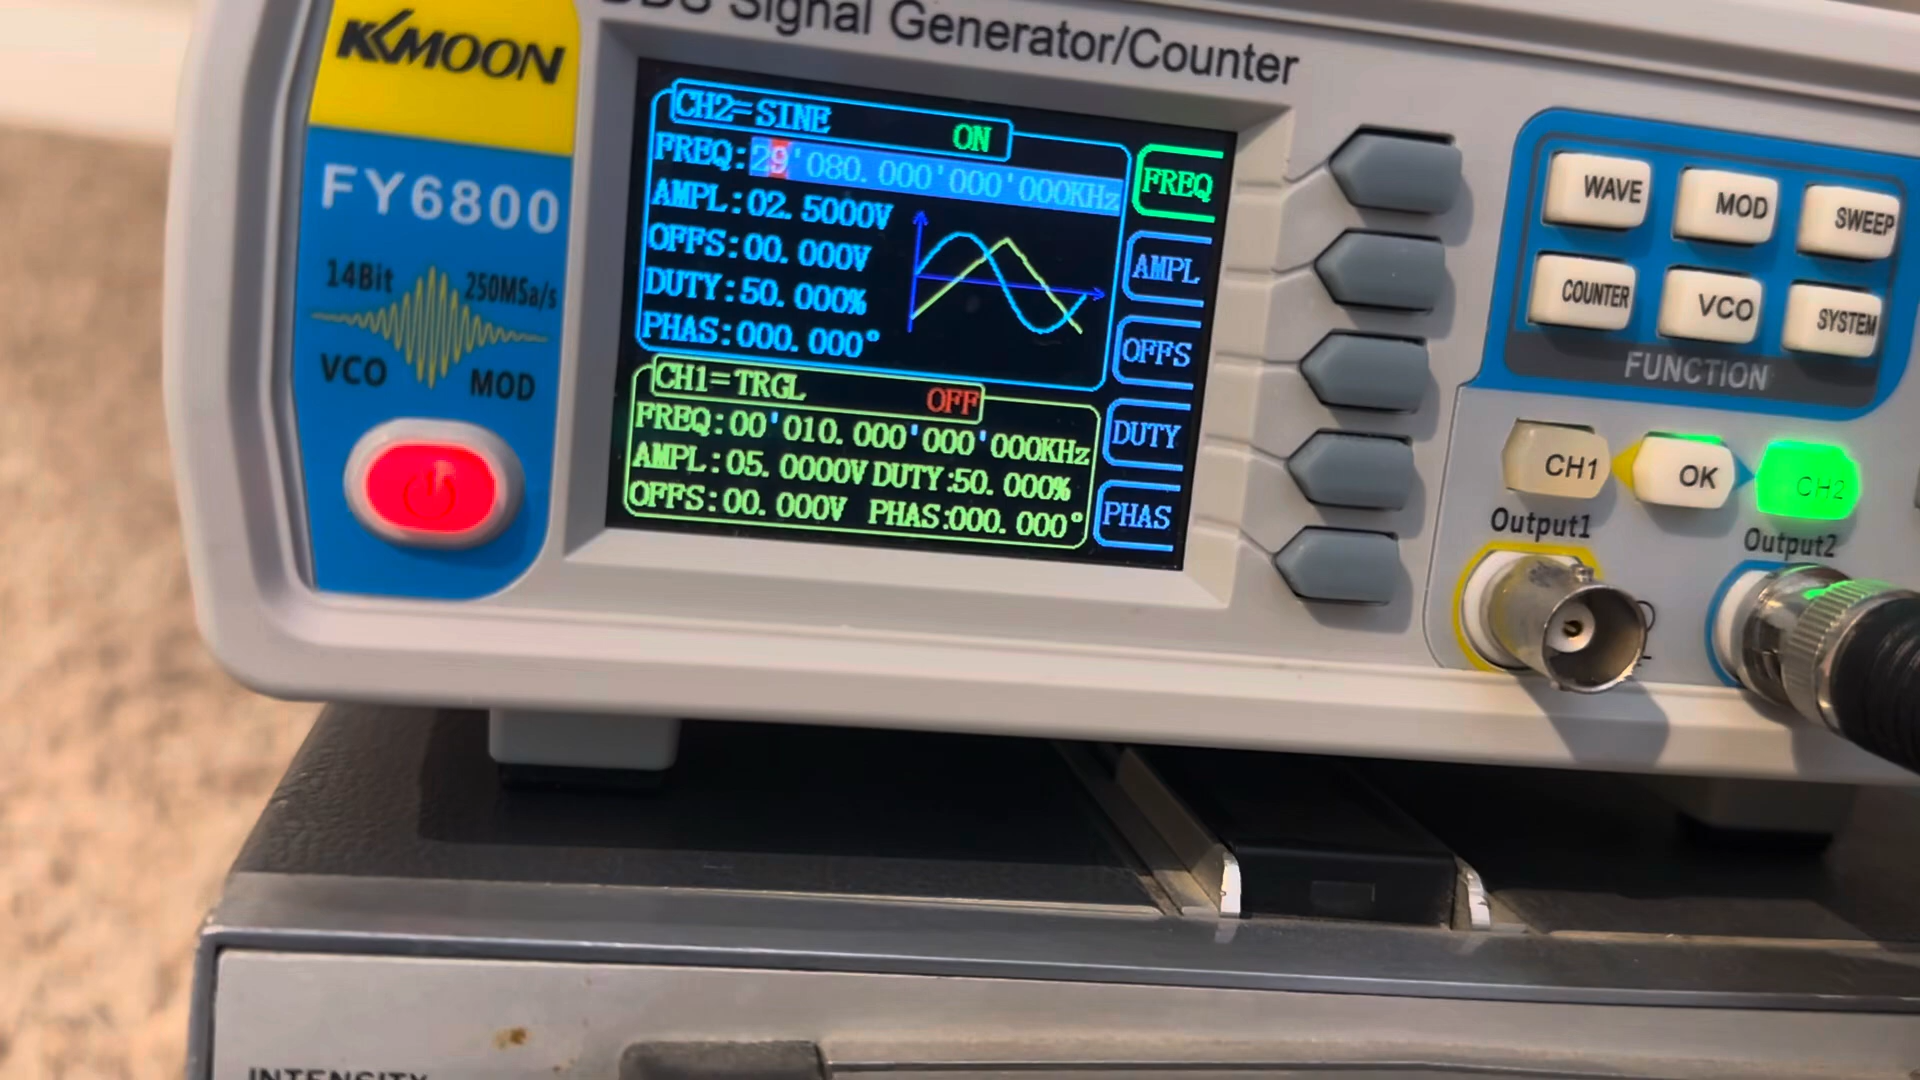 KKMOON
DDS Signal Generator/Counter
FY6800
14Bit
250MSa/s
VCO
MOD
CH2=SINE
ON
FREQ:29'080.000'000'000KHz
AMPL:02.5000V
OFFS:00.000V
DUTY:50.000%
PHAS:000.000°
CH1=TRGL
OFF
FREQ:00'010.000'000'000KHz
AMPL:05.0000V DUTY:50.000%
OFFS:00.000V PHAS:000.000°
FREQ
AMPL
OFFS
DUTY
PHAS
WAVE
MOD
SWEEP
COUNTER
VCO
SYSTEM
FUNCTION
CH1
OK
CH2
Output1
Output2
INTENSITY